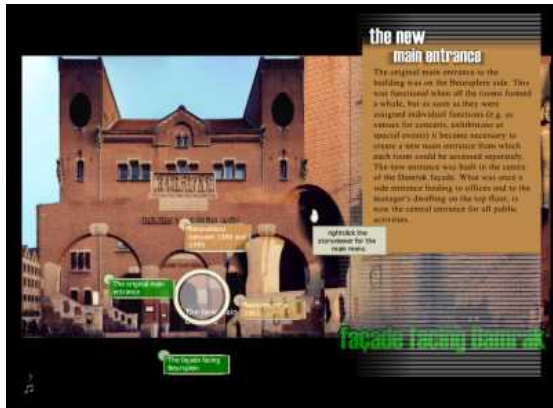 the new
main entrance
The original main entrance to the
building was on the Beursplein side. This
was functional when all the rooms formed
a whole, but as soon as they were
assigned individual functions (e.g. as
venues for concerts, exhibitions or
special events) it became necessary to
create a new main entrance from which
each room could be accessed separately.
The new entrance was built in the centre
of the Damrak façade. What was once a
side entrance leading to offices and to the
manager's dwelling on the top floor, is
now the central entrance for all public
activities.
rightclick the
storyviewer for the
main menu
between 1898 and
The original main
entrance
The new main
façade facing Damrak
The façade facing
Beursplein